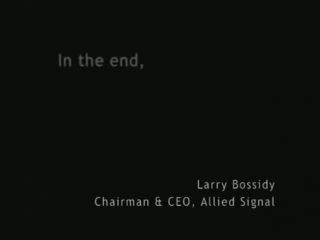 In the end,
Larry Bossidy
Chairman & CEO, Allied Signal